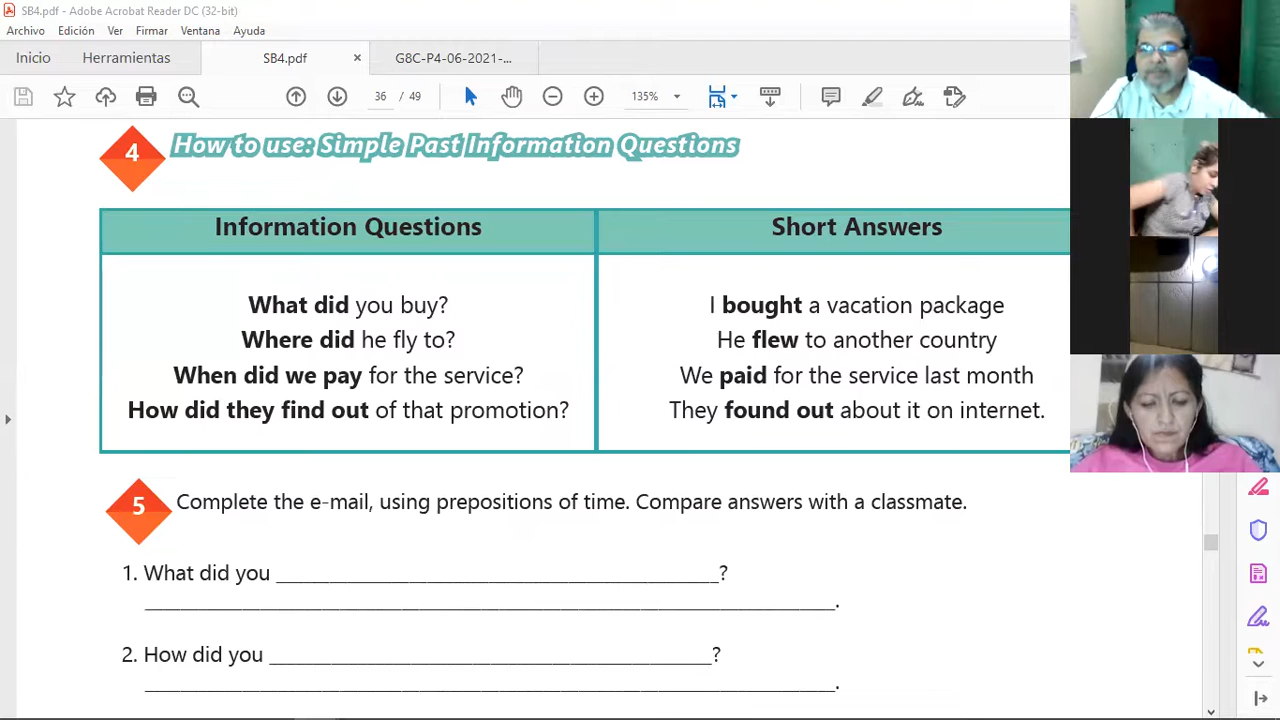 SB4.pdf - Adobe Acrobat Reader DC (32-bit)
Archivo Edición Ver Firmar Ventana Ayuda
Inicio Herramientas SB4.pdf × G8C-P4-06-2021-...
36 / 49 135%
4 How to use: Simple Past Information Questions
Information Questions Short Answers
What did you buy? I bought a vacation package
Where did he fly to? He flew to another country
When did we pay for the service? We paid for the service last month
How did they find out of that promotion? They found out about it on internet.
5 Complete the e-mail, using prepositions of time. Compare answers with a classmate.
1. What did you ________________________________________?
______________________________________________________________.
2. How did you ________________________________________?
______________________________________________________________.